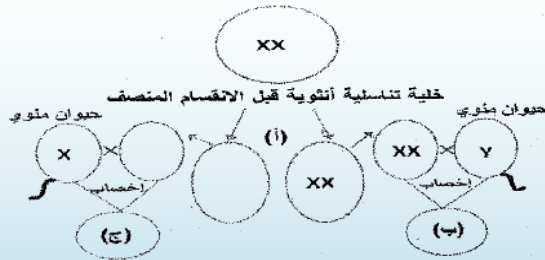 XX
خلية تناسلية أنثوية قبل الانقسام المنصف
حيوان منوي
حيوان منوي
(أ)
Y
XX
XX
X
إخصاب
إخصاب
(ب)
(ج)